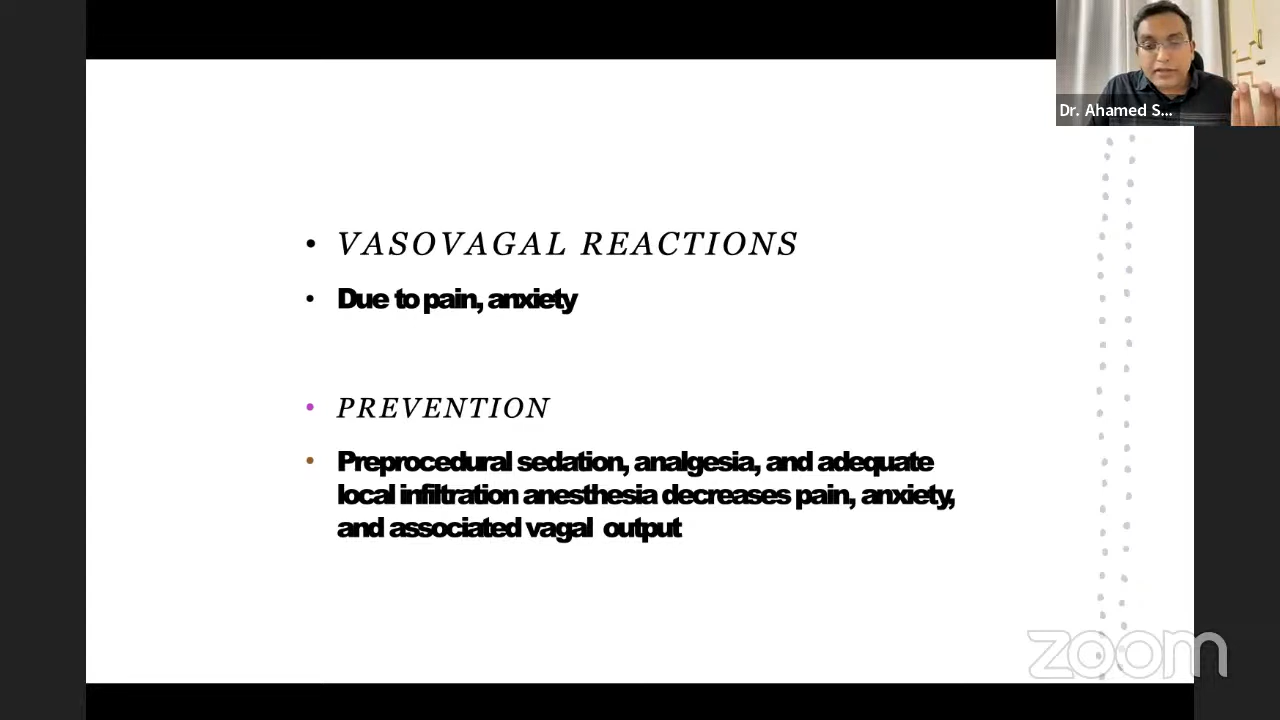 Dr. Ahamed S...
• VASOVAGAL REACTIONS
• Due to pain, anxiety
• PREVENTION
• Preprocedural sedation, analgesia, and adequate
local infiltration anesthesia decreases pain, anxiety,
and associated vagal output
zoom